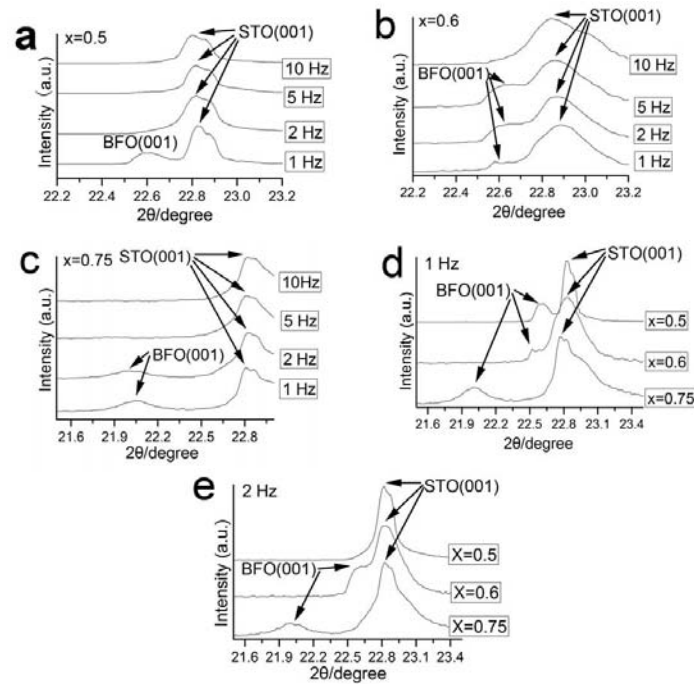 a
x=0.5
STO(001)
10 Hz
5 Hz
2 Hz
BFO(001)
1 Hz
Intensity (a.u.)
22.2 22.4 22.6 22.8 23.0 23.2
2θ/degree
b
x=0.6
STO(001)
10 Hz
BFO(001)
5 Hz
2 Hz
1 Hz
Intensity (a.u.)
22.2 22.4 22.6 22.8 23.0 23.2
2θ/degree
c
x=0.75
STO(001)
10Hz
5 Hz
BFO(001)
2 Hz
1 Hz
Intensity (a.u.)
21.6 21.9 22.2 22.5 22.8
2θ/degree
d
1 Hz
STO(001)
BFO(001)
x=0.5
x=0.6
x=0.75
Intensity (a.u.)
21.6 21.9 22.2 22.5 22.8 23.1 23.4
2θ/degree
e
2 Hz
STO(001)
X=0.5
BFO(001)
X=0.6
X=0.75
Intensity (a.u.)
21.6 21.9 22.2 22.5 22.8 23.1 23.4
2θ/degree